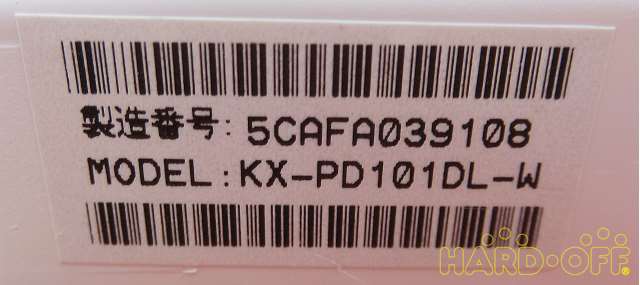 製造番号: 5CAFA039108
MODEL:KX-PD101DL-W
HARD·OFF®